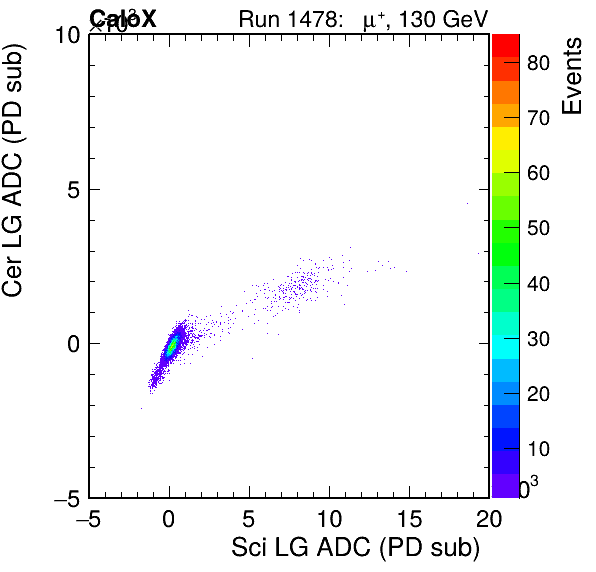 CaloX
×10³
Run 1478: μ⁺, 130 GeV
Cer LG ADC (PD sub)
10
5
0
−5
−5 0 5 10 15 20
Sci LG ADC (PD sub)
Events
80
70
60
50
40
30
20
10
0³